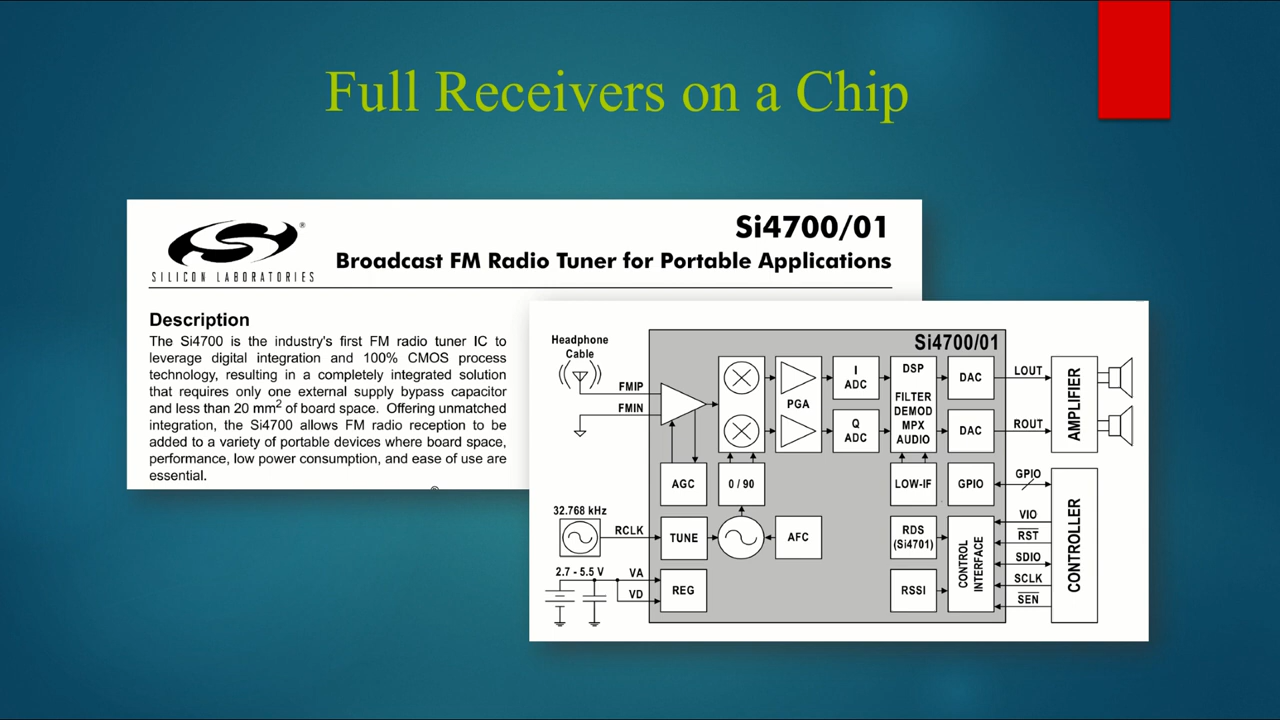 Full Receivers on a Chip
Si4700/01
Broadcast FM Radio Tuner for Portable Applications
®
SILICON LABORATORIES
Description
The Si4700 is the industry's first FM radio tuner IC to
leverage digital integration and 100% CMOS process
technology, resulting in a completely integrated solution
that requires only one external supply bypass capacitor
and less than 20 mm2 of board space. Offering unmatched
integration, the Si4700 allows FM radio reception to be
added to a variety of portable devices where board space,
performance, low power consumption, and ease of use are
essential.
Si4700/01
Headphone
Cable
FMIP
FMIN
PGA
I
ADC
Q
ADC
DSP
FILTER
DEMOD
MPX
AUDIO
DAC
DAC
LOUT
ROUT
AMPLIFIER
AGC
0 / 90
LOW-IF
GPIO
GPIO
32.768 kHz
RCLK
TUNE
AFC
RDS
(Si4701)
CONTROL
INTERFACE
VIO
RST
SDIO
SCLK
SEN
CONTROLLER
2.7 - 5.5 V
VA
VD
REG
RSSI